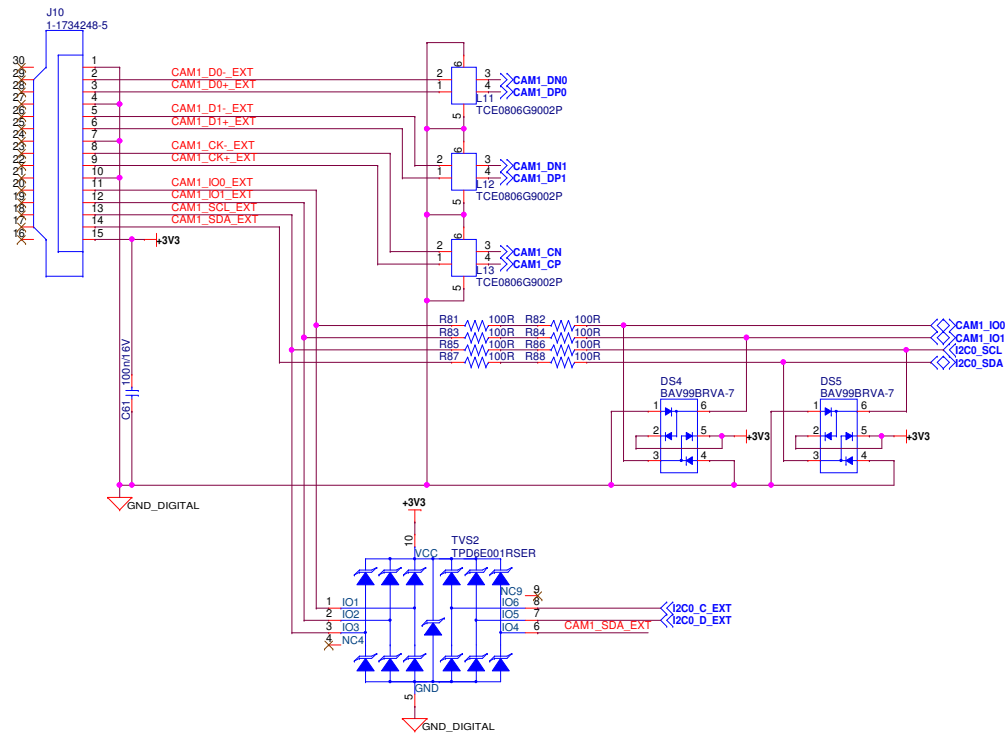 J10
1-1734248-5
30
29
28
27
26
25
24
23
22
21
20
19
18
17
16
1
2
3
4
5
6
7
8
9
10
11
12
13
14
15
CAM1_D0-_EXT
CAM1_D0+_EXT
CAM1_D1-_EXT
CAM1_D1+_EXT
CAM1_CK-_EXT
CAM1_CK+_EXT
CAM1_IO0_EXT
CAM1_IO1_EXT
CAM1_SCL_EXT
CAM1_SDA_EXT
+3V3
6
2 3 CAM1_DN0
1 4 CAM1_DP0
L11
TCE0806G9002P
5
6
2 3 CAM1_DN1
1 4 CAM1_DP1
L12
TCE0806G9002P
5
6
2 3 CAM1_CN
1 4 CAM1_CP
L13
TCE0806G9002P
5
R81 100R R82 100R CAM1_IO0
R83 100R R84 100R CAM1_IO1
R85 100R R86 100R I2C0_SCL
R87 100R R88 100R I2C0_SDA
C61 100n/16V
DS4
BAV99BRVA-7
1 6
2 5 +3V3
3 4
DS5
BAV99BRVA-7
1 6
2 5 +3V3
3 4
GND_DIGITAL
+3V3
10
VCC
TVS2
TPD6E001RSER
1 IO1
2 IO2
3 IO3
4 NC4
NC9 9
IO6 8 I2C0_C_EXT
IO5 7 I2C0_D_EXT
IO4 6 CAM1_SDA_EXT
GND
5
GND_DIGITAL